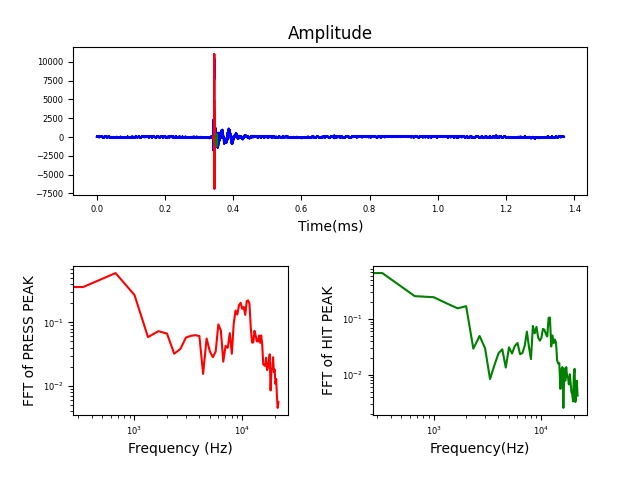 Amplitude
10000
7500
5000
2500
0
−2500
−5000
−7500
0.0 0.2 0.4 0.6 0.8 1.0 1.2 1.4
Time(ms)
FFT of PRESS PEAK
10⁻¹
10⁻²
10³ 10⁴
Frequency (Hz)
FFT of HIT PEAK
10⁻¹
10⁻²
10³ 10⁴
Frequency(Hz)